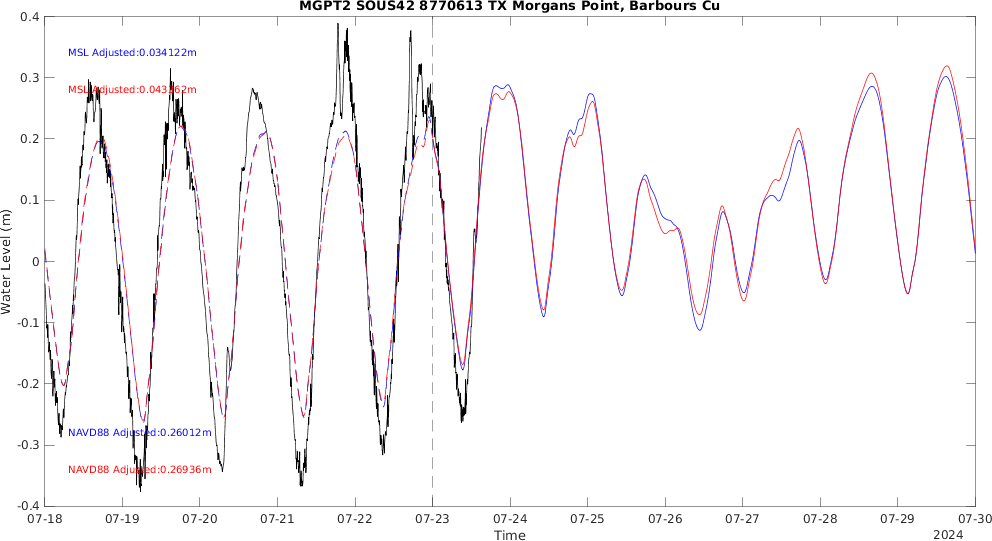 MGPT2 SOUS42 8770613 TX Morgans Point, Barbours Cu
0.4
MSL Adjusted:0.034122m
0.3
MSL Adjusted:0.043462m
0.2
0.1
0
Water Level (m)
-0.1
-0.2
NAVD88 Adjusted:0.26012m
-0.3
NAVD88 Adjusted:0.26936m
-0.4
07-18 07-19 07-20 07-21 07-22 07-23 07-24 07-25 07-26 07-27 07-28 07-29 07-30
Time
2024